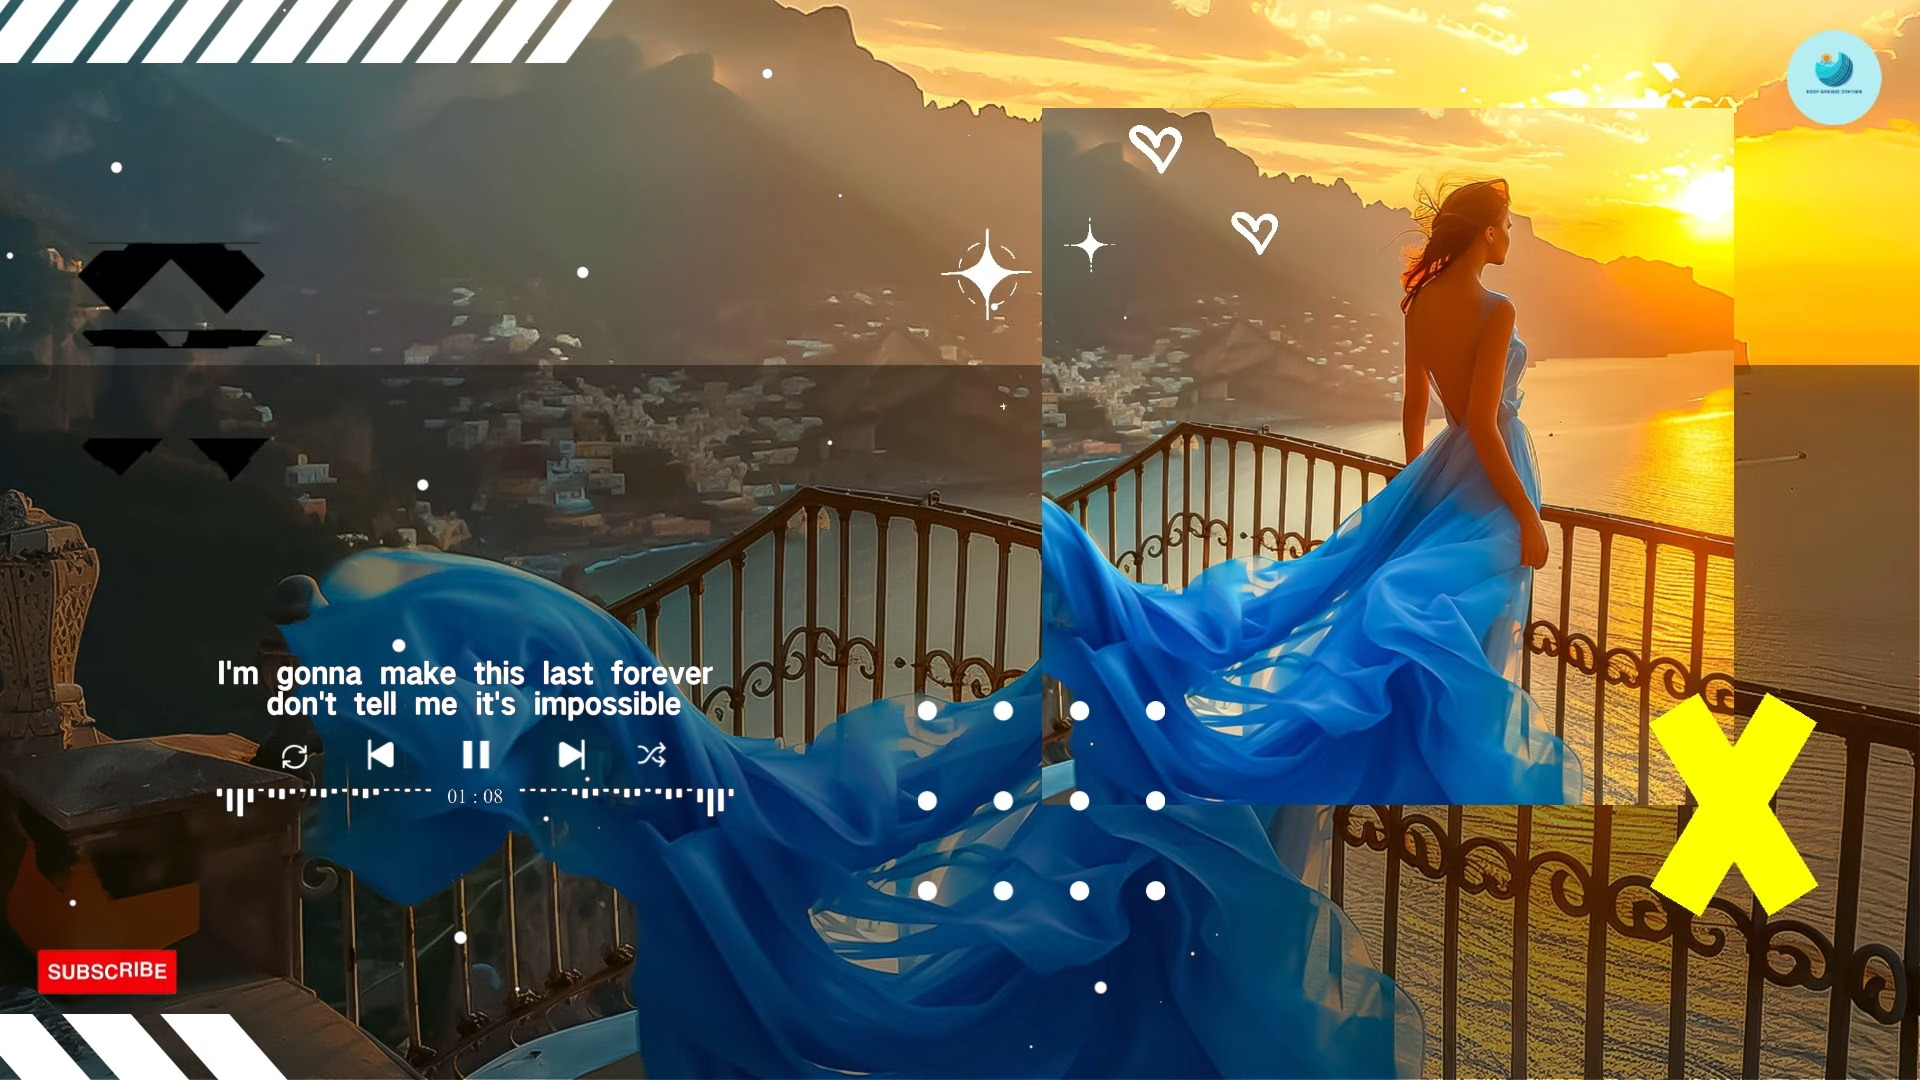 I'm gonna make this last forever
don't tell me it's impossible
01 : 08
SUBSCRIBE